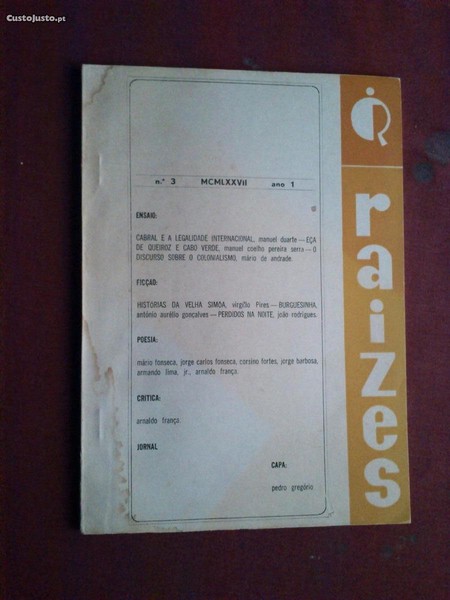 CustoJusto.pt
n.º 3 MCMLXXVII ano 1
ENSAIO:
CABRAL E A LEGALIDADE INTERNACIONAL, manuel duarte — EÇA
DE QUEIROZ E CABO VERDE, manuel coelho pereira serra — O
DISCURSO SOBRE O COLONIALISMO, mário de andrade.
FICÇÃO:
HISTÓRIAS DA VELHA SIMÔA, virgílio Pires — BURGUESINHA,
antónio aurélio gonçalves — PERDIDOS NA NOITE, joão rodrigues.
POESIA:
mário fonseca, jorge carlos fonseca, corsino fortes, jorge barbosa,
armando lima, jr., arnaldo frança.
CRITICA:
arnaldo frança.
JORNAL
CAPA:
pedro gregório
raizes